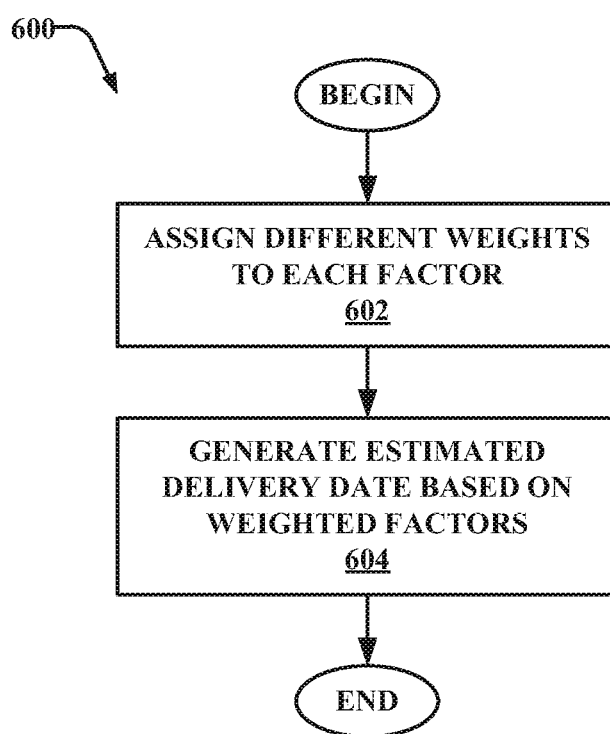 600
BEGIN
ASSIGN DIFFERENT WEIGHTS
TO EACH FACTOR
602
GENERATE ESTIMATED
DELIVERY DATE BASED ON
WEIGHTED FACTORS
604
END